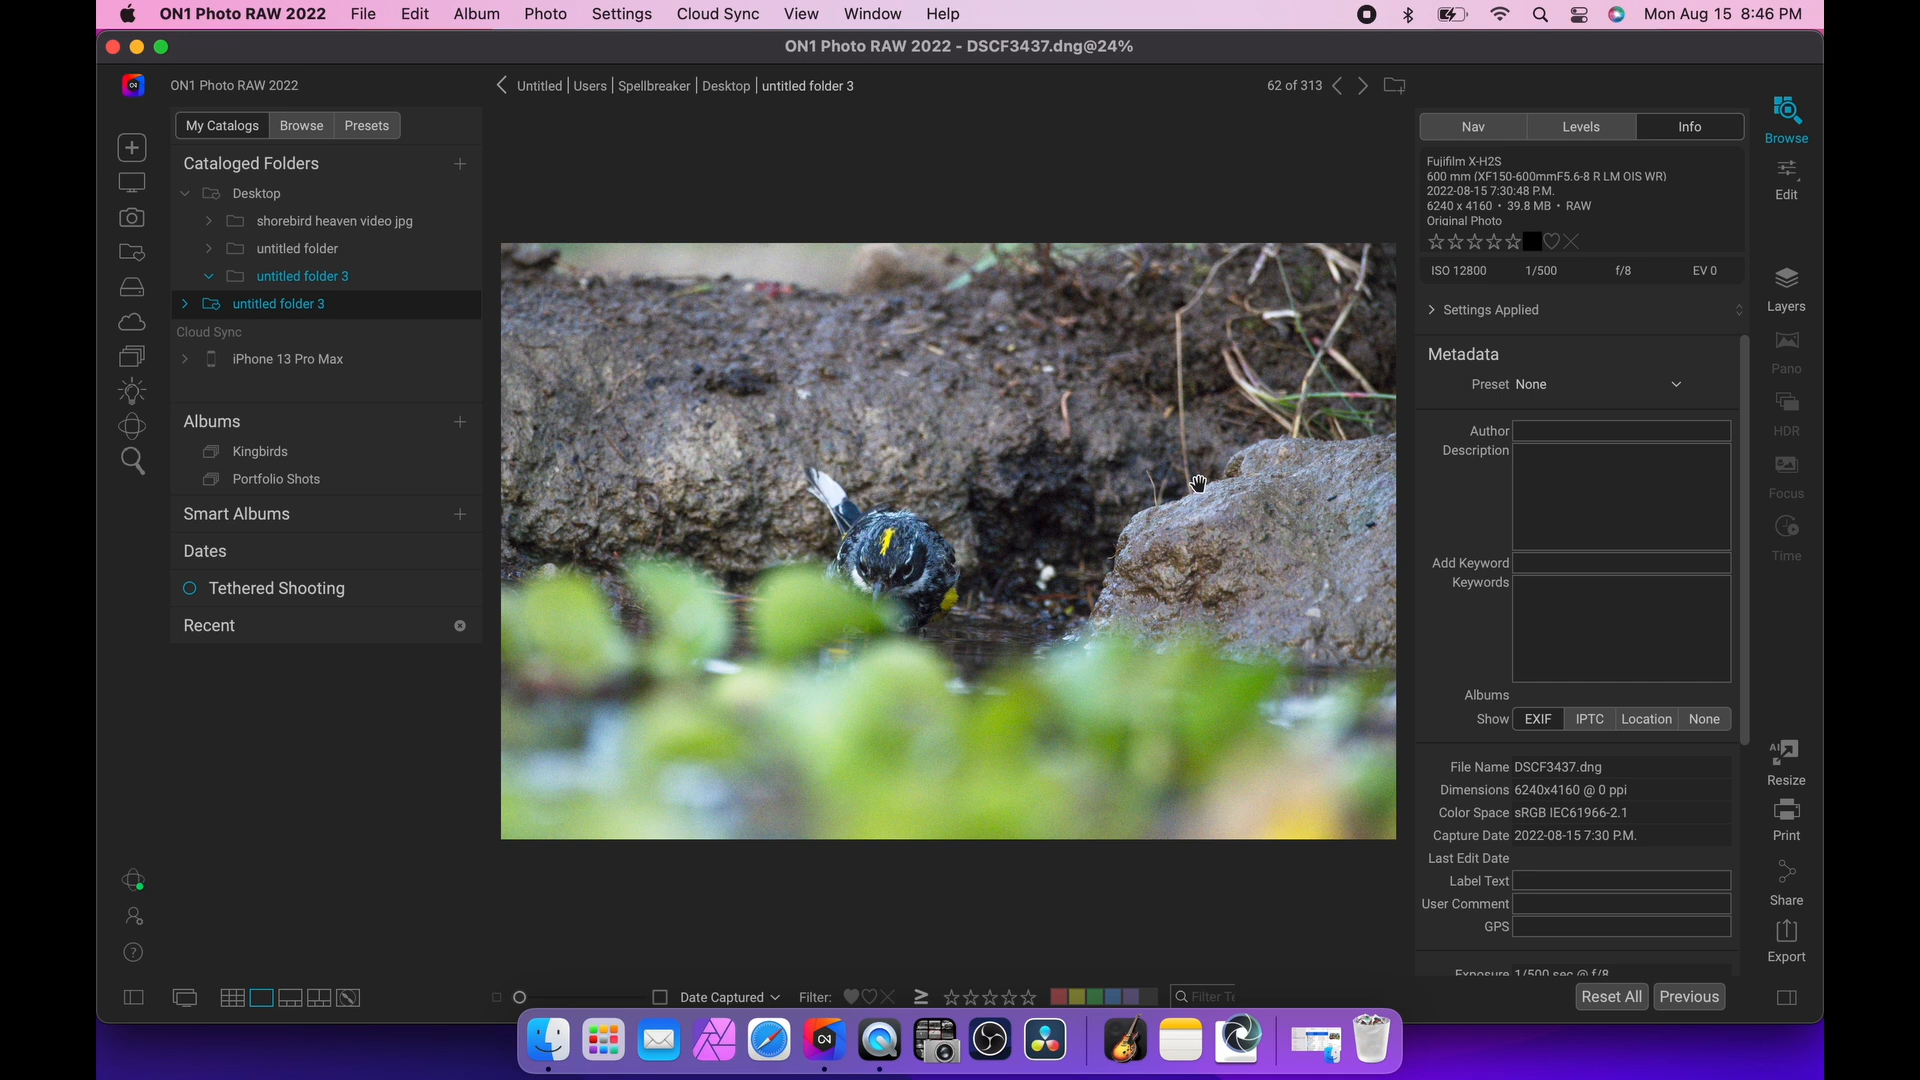 ON1 Photo RAW 2022 File Edit Album Photo Settings Cloud Sync View Window Help Mon Aug 15 8:46 PM
ON1 Photo RAW 2022 - DSCF3437.dng@24%
ON1 Photo RAW 2022
Untitled | Users | Spellbreaker | Desktop | untitled folder 3
62 of 313
My Catalogs Browse Presets
Cataloged Folders
Desktop
shorebird heaven video jpg
untitled folder
untitled folder 3
untitled folder 3
Cloud Sync
iPhone 13 Pro Max
Albums
Kingbirds
Portfolio Shots
Smart Albums
Dates
Tethered Shooting
Recent
Nav Levels Info
Fujifilm X-H2S
600 mm (XF150-600mmF5.6-8 R LM OIS WR)
2022-08-15 7:30:48 P.M.
6240 x 4160 • 39.8 MB • RAW
Original Photo
ISO 12800 1/500 f/8 EV 0
Settings Applied
Metadata
Preset None
Author
Description
Add Keyword
Keywords
Albums
Show EXIF IPTC Location None
File Name DSCF3437.dng
Dimensions 6240x4160 @ 0 ppi
Color Space sRGB IEC61966-2.1
Capture Date 2022-08-15 7:30 P.M.
Last Edit Date
Label Text
User Comment
GPS
Exposure 1/500 sec @ f/8
Browse
Edit
Layers
Pano
HDR
Focus
Time
AI
Resize
Print
Share
Export
Date Captured Filter: Filter Te
Reset All Previous